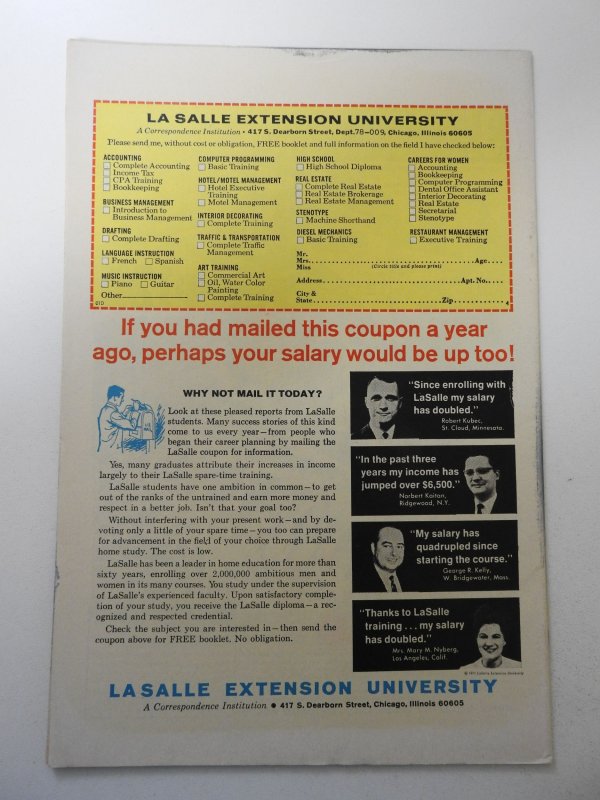 LA SALLE EXTENSION UNIVERSITY
A Correspondence Institution • 417 S. Dearborn Street, Dept. 78-009, Chicago, Illinois 60605
Please send me, without cost or obligation, FREE booklet and full information on the field I have checked below:
ACCOUNTING
Complete Accounting
Income Tax
CPA Training
Bookkeeping
BUSINESS MANAGEMENT
Introduction to
Business Management
DRAFTING
Complete Drafting
LANGUAGE INSTRUCTION
French Spanish
MUSIC INSTRUCTION
Piano Guitar
Other
COMPUTER PROGRAMMING
Basic Training
HOTEL/MOTEL MANAGEMENT
Hotel Executive
Training
Motel Management
INTERIOR DECORATING
Complete Training
TRAFFIC & TRANSPORTATION
Complete Traffic
Management
ART TRAINING
Commercial Art
Oil, Water Color
Painting
Complete Training
HIGH SCHOOL
High School Diploma
REAL ESTATE
Complete Real Estate
Real Estate Brokerage
Real Estate Management
STENOTYPE
Machine Shorthand
DIESEL MECHANICS
Basic Training
CAREERS FOR WOMEN
Accounting
Bookkeeping
Computer Programming
Dental Office Assistant
Interior Decorating
Real Estate
Secretarial
Stenotype
RESTAURANT MANAGEMENT
Executive Training
Mr.
Mrs. Age
Miss (Circle title and please print)
Address Apt. No.
City &
State Zip
4
If you had mailed this coupon a year
ago, perhaps your salary would be up too!
WHY NOT MAIL IT TODAY?
Look at these pleased reports from LaSalle
students. Many success stories of this kind
come to us every year—from people who
began their career planning by mailing the
LaSalle coupon for information.
Yes, many graduates attribute their increases in income
largely to their LaSalle spare-time training.
LaSalle students have one ambition in common—to get
out of the ranks of the untrained and earn more money and
respect in a better job. Isn't that your goal too?
Without interfering with your present work—and by de-
voting only a little of your spare time—you too can prepare
for advancement in the field of your choice through LaSalle
home study. The cost is low.
LaSalle has been a leader in home education for more than
sixty years, enrolling over 2,000,000 ambitious men and
women in its many courses. You study under the supervision
of LaSalle's experienced faculty. Upon satisfactory comple-
tion of your study, you receive the LaSalle diploma—a rec-
ognized and respected credential.
Check the subject you are interested in—then send the
coupon above for FREE booklet. No obligation.
"Since enrolling with
LaSalle my salary
has doubled."
Robert Kubec,
St. Cloud, Minnesota.
"In the past three
years my income has
jumped over $6,500."
Norbert Kaitan,
Ridgewood, N.Y.
"My salary has
quadrupled since
starting the course."
George R. Kelly,
W. Bridgewater, Mass.
"Thanks to LaSalle
training . . . my salary
has doubled."
Mrs. Mary M. Nyberg,
Los Angeles, Calif.
LASALLE EXTENSION UNIVERSITY
A Correspondence Institution • 417 S. Dearborn Street, Chicago, Illinois 60605